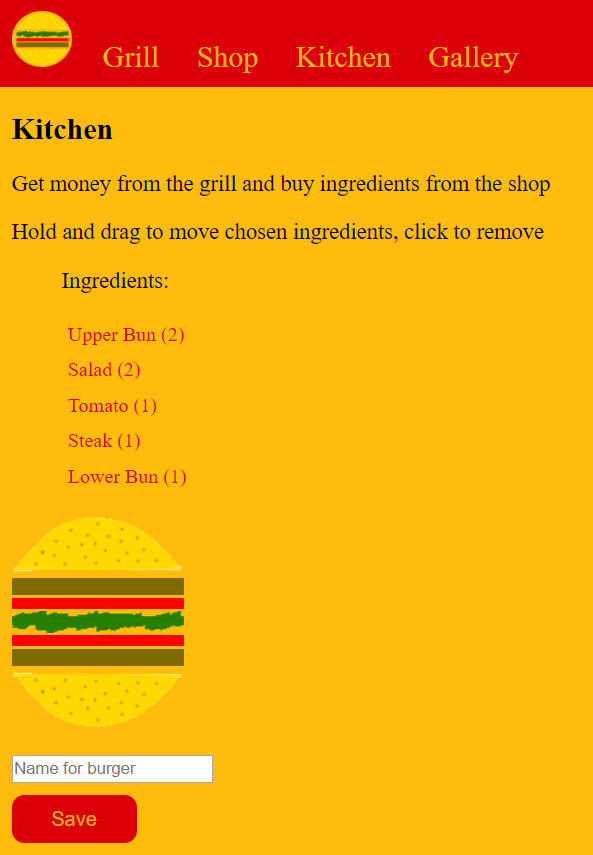 Grill Shop Kitchen Gallery
Kitchen
Get money from the grill and buy ingredients from the shop
Hold and drag to move chosen ingredients, click to remove
Ingredients:
Upper Bun (2)
Salad (2)
Tomato (1)
Steak (1)
Lower Bun (1)
Name for burger
Save